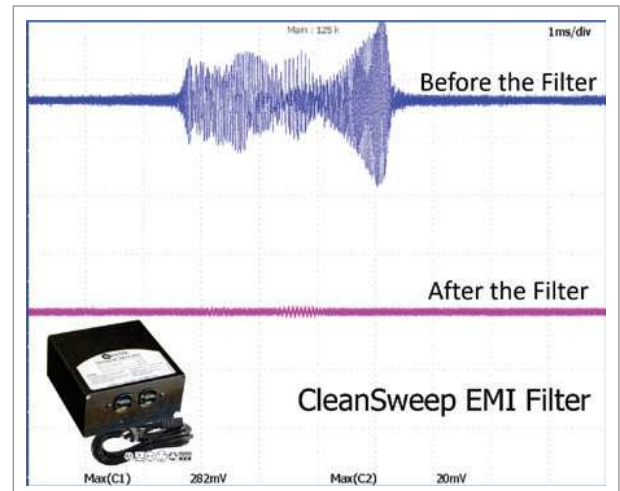 Main : 125 k 1ms/div
Before the Filter
After the Filter
CleanSweep EMI Filter
Max(C1) 282mV Max(C2) 20mV